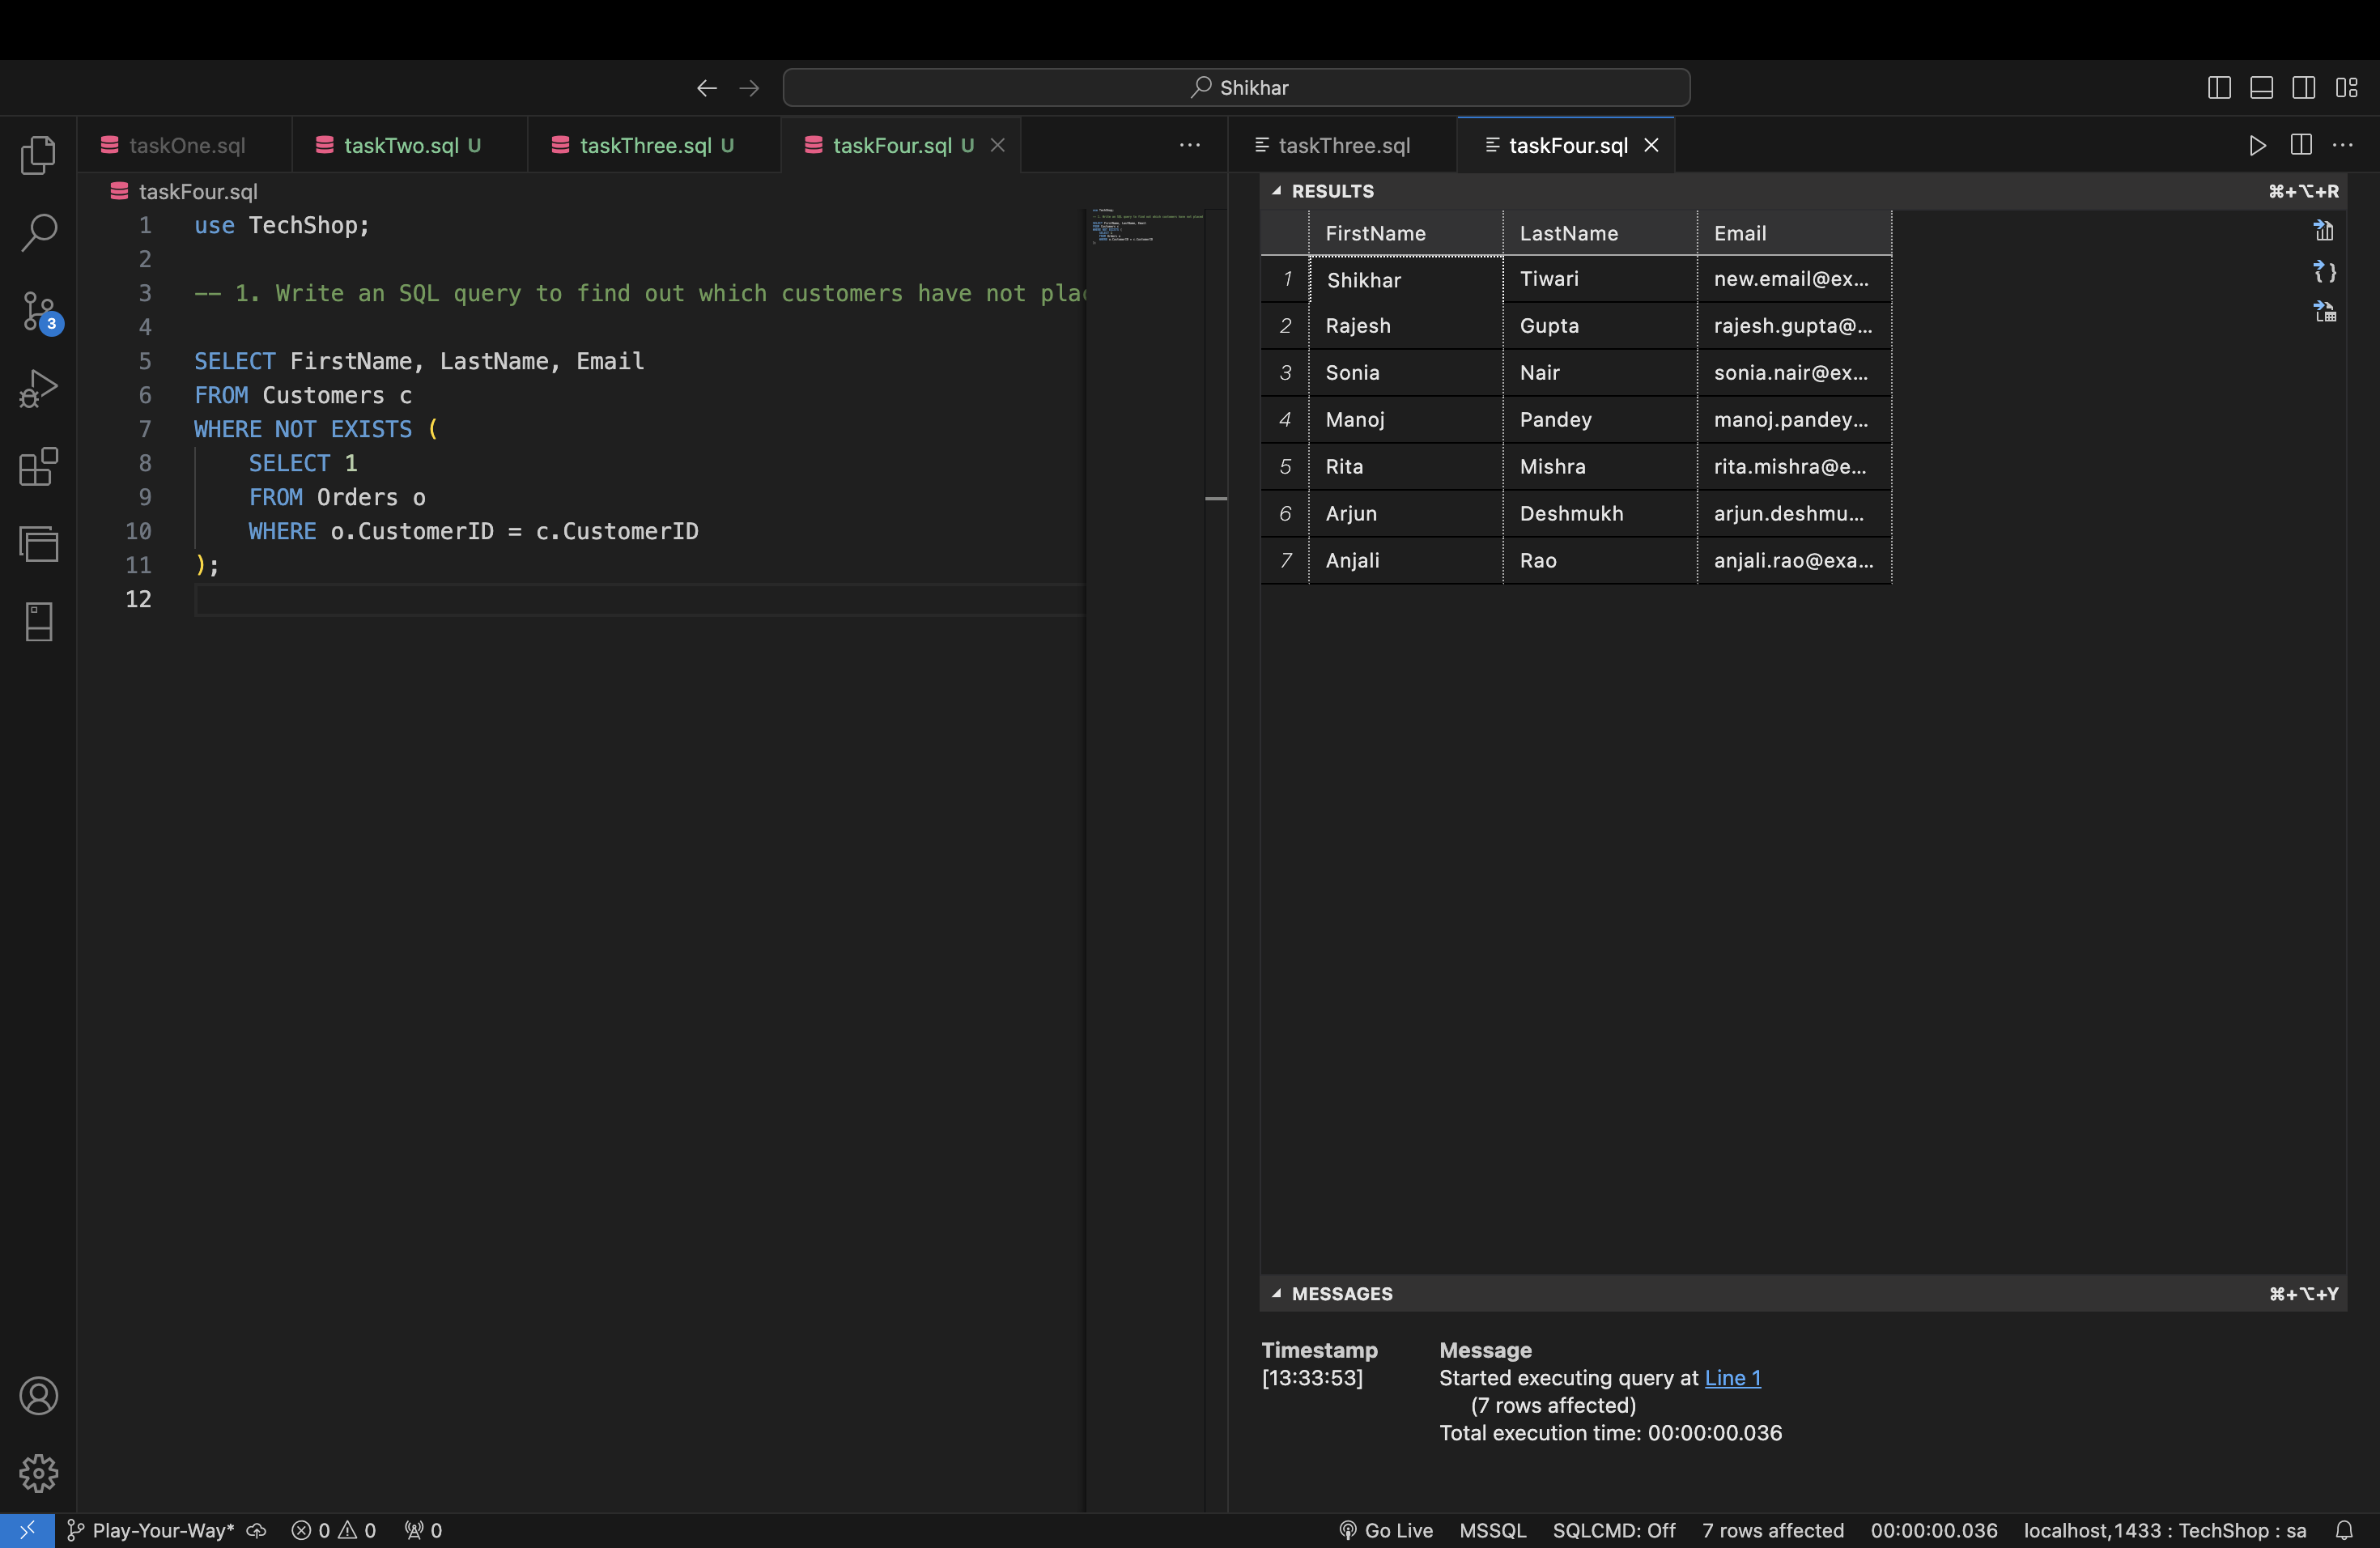 Shikhar
taskOne.sql
taskTwo.sql U
taskThree.sql U
taskFour.sql U
taskThree.sql
taskFour.sql
taskFour.sql
1 use TechShop;
2
3 -- 1. Write an SQL query to find out which customers have not plac
4
5 SELECT FirstName, LastName, Email
6 FROM Customers c
7 WHERE NOT EXISTS (
8 SELECT 1
9 FROM Orders o
10 WHERE o.CustomerID = c.CustomerID
11 );
12
3
RESULTS ⌘+⌥+R
FirstName LastName Email
1 Shikhar Tiwari new.email@ex...
2 Rajesh Gupta rajesh.gupta@...
3 Sonia Nair sonia.nair@ex...
4 Manoj Pandey manoj.pandey...
5 Rita Mishra rita.mishra@e...
6 Arjun Deshmukh arjun.deshmu...
7 Anjali Rao anjali.rao@exa...
MESSAGES ⌘+⌥+Y
Timestamp Message
[13:33:53] Started executing query at Line 1
(7 rows affected)
Total execution time: 00:00:00.036
Play-Your-Way* 0 0 0 Go Live MSSQL SQLCMD: Off 7 rows affected 00:00:00.036 localhost,1433 : TechShop : sa